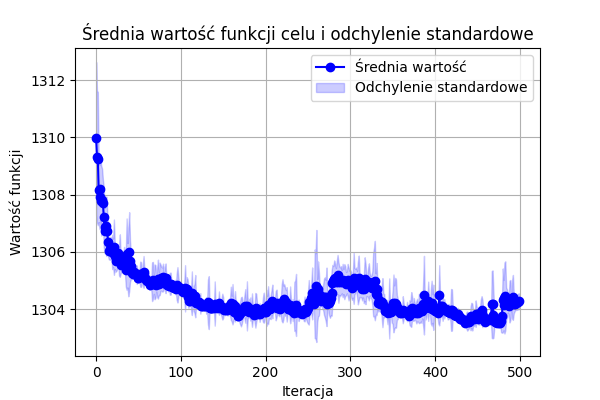 Średnia wartość funkcji celu i odchylenie standardowe
Średnia wartość
Odchylenie standardowe
Wartość funkcji
1312
1310
1308
1306
1304
0 100 200 300 400 500
Iteracja